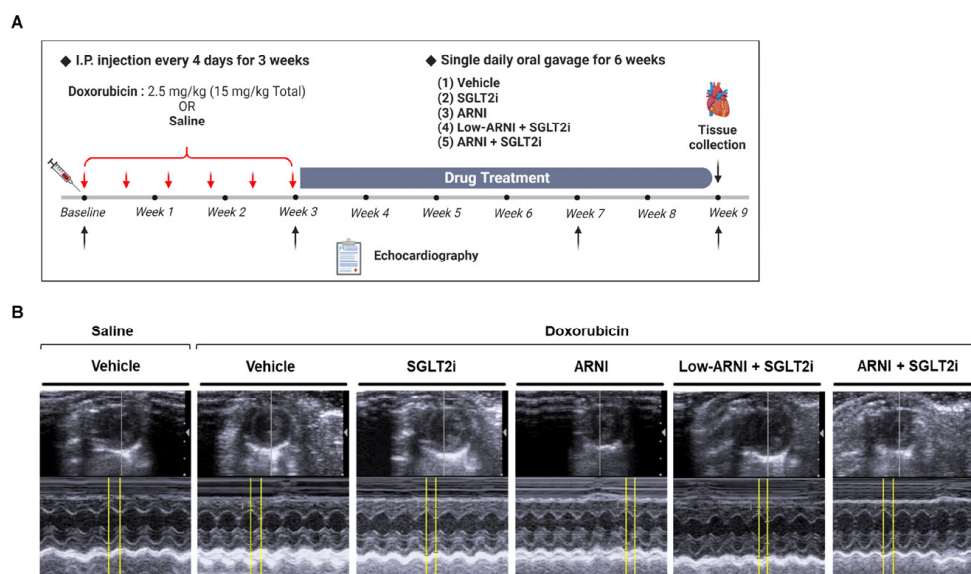 A
◆ I.P. injection every 4 days for 3 weeks
Doxorubicin : 2.5 mg/kg (15 mg/kg Total)
OR
Saline
◆ Single daily oral gavage for 6 weeks
(1) Vehicle
(2) SGLT2i
(3) ARNI
(4) Low-ARNI + SGLT2i
(5) ARNI + SGLT2i
Tissue
collection
Drug Treatment
Baseline Week 1 Week 2 Week 3 Week 4 Week 5 Week 6 Week 7 Week 8 Week 9
Echocardiography
B
Saline Doxorubicin
Vehicle Vehicle SGLT2i ARNI Low-ARNI + SGLT2i ARNI + SGLT2i